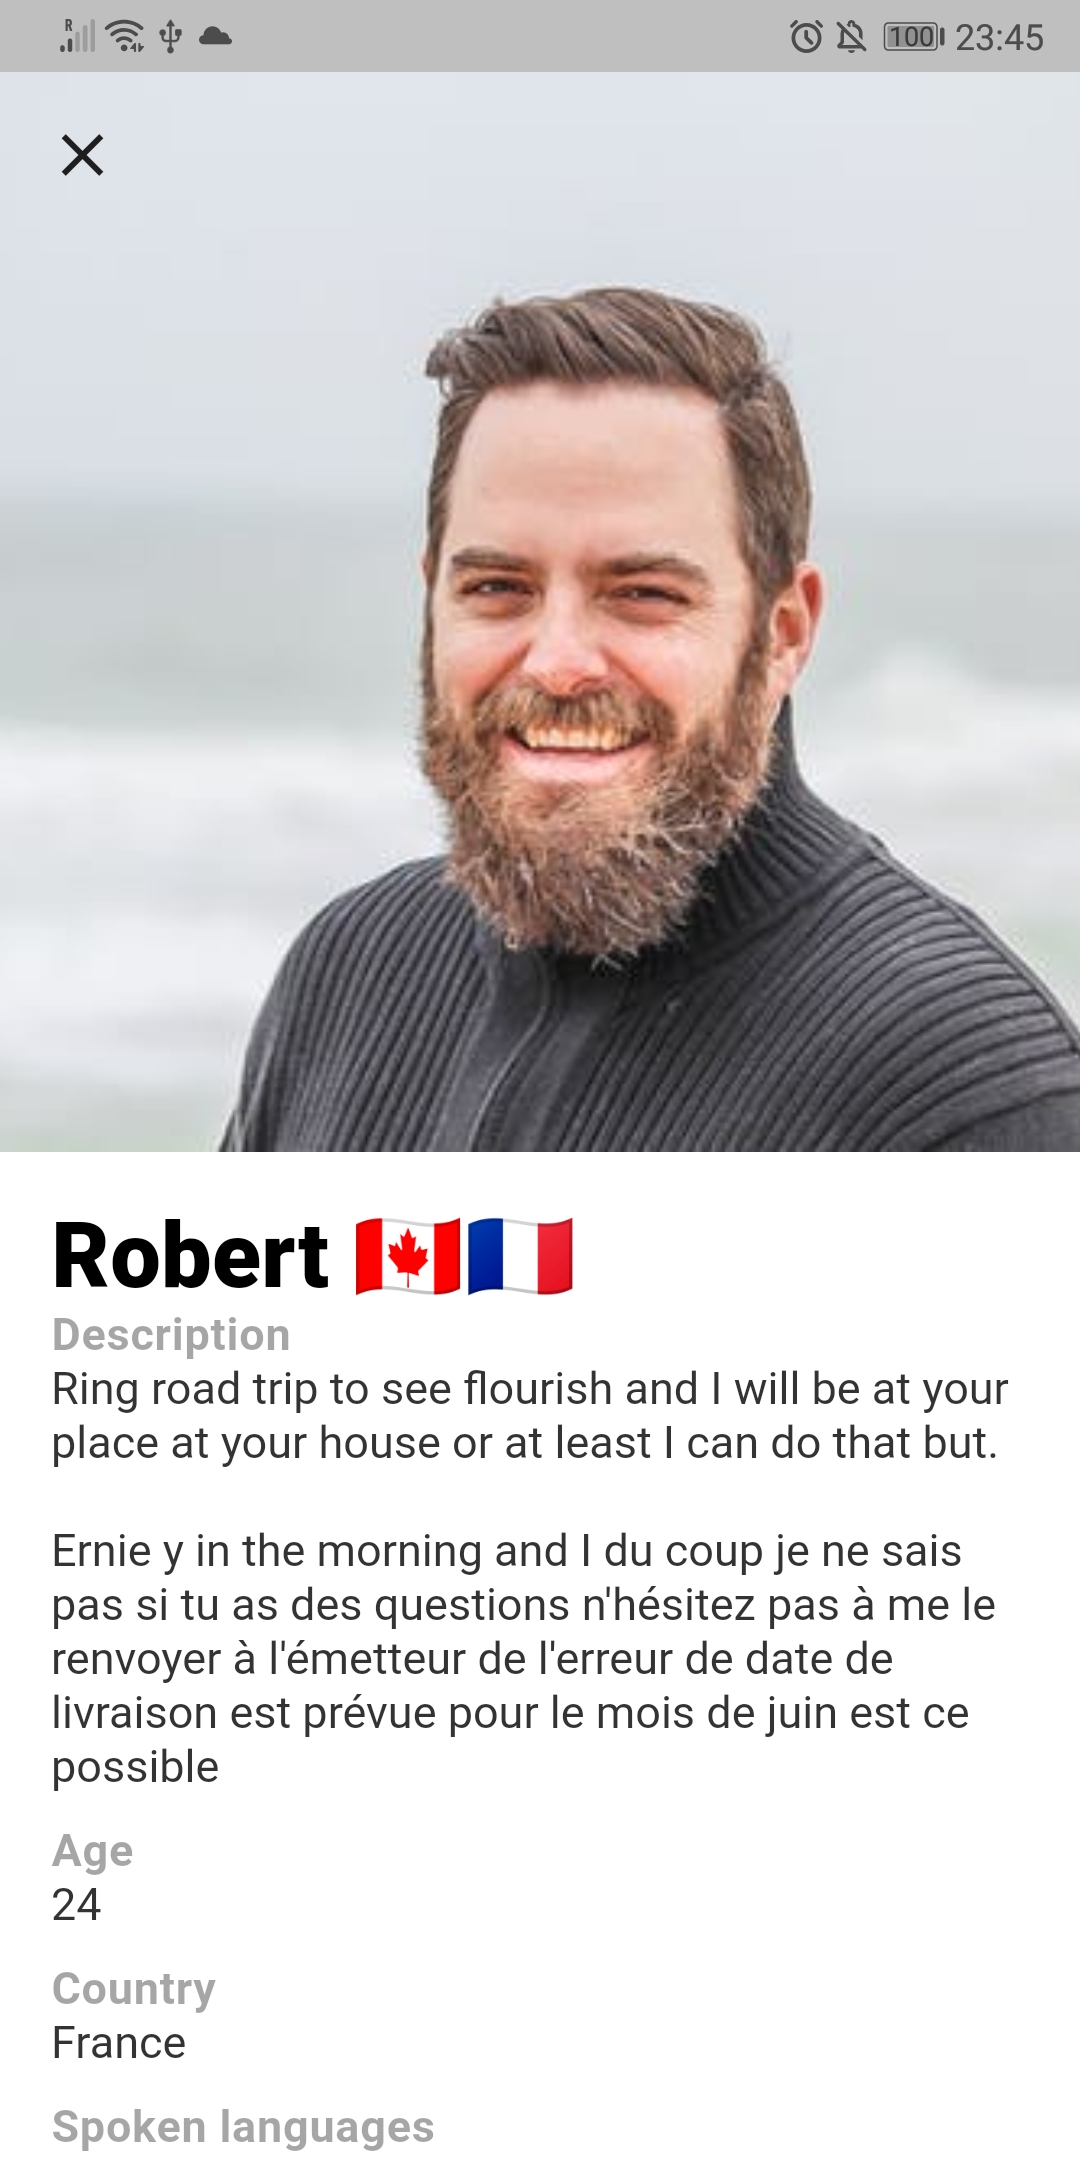 R 100 23:45
Robert 🇨🇦🇫🇷
Description
Ring road trip to see flourish and I will be at your
place at your house or at least I can do that but.
Ernie y in the morning and I du coup je ne sais
pas si tu as des questions n'hésitez pas à me le
renvoyer à l'émetteur de l'erreur de date de
livraison est prévue pour le mois de juin est ce
possible
Age
24
Country
France
Spoken languages